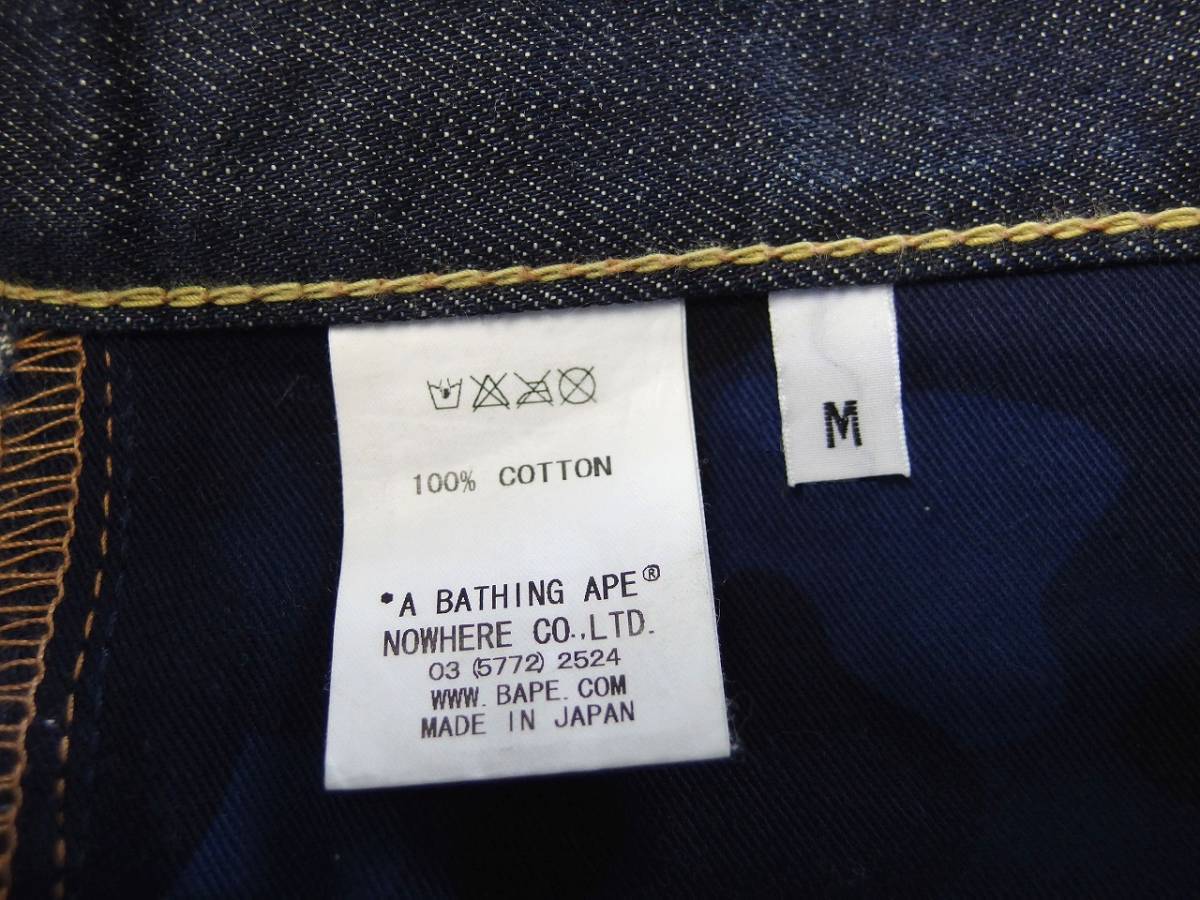 100% COTTON
*A BATHING APE®
NOWHERE CO.,LTD.
03 (5772) 2524
WWW. BAPE. COM
MADE IN JAPAN
M